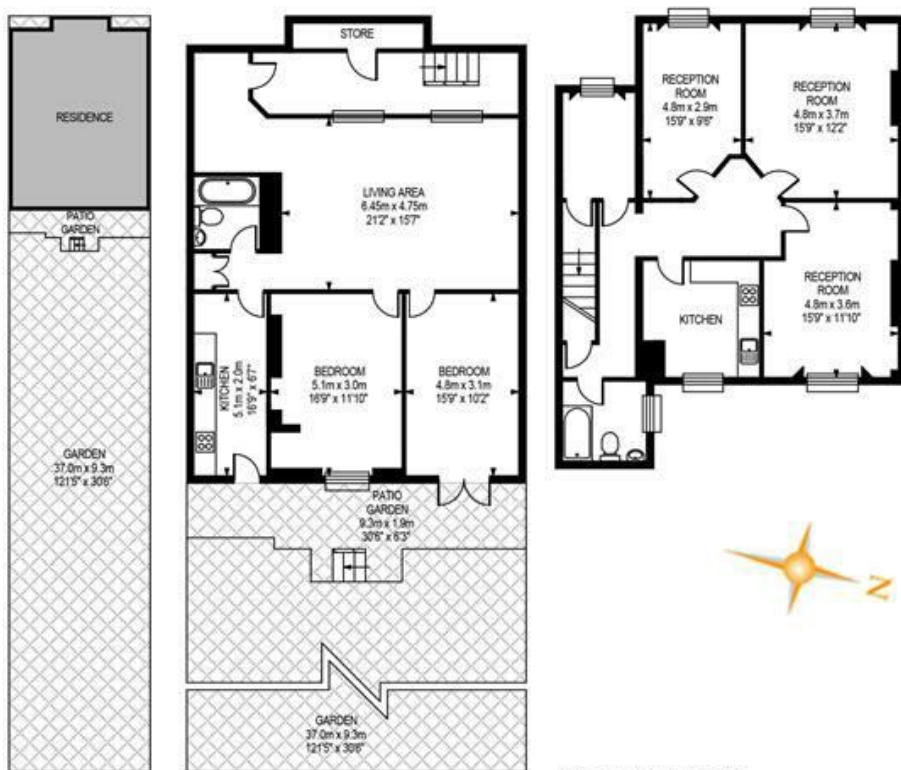 RESIDENCE
PATIO
GARDEN
GARDEN
37.0m x 9.3m
121'5" x 30'6"
STORE
LIVING AREA
6.45m x 4.75m
21'2" x 15'7"
KITCHEN
5.1m x 2.0m
16'9" x 6'7"
BEDROOM
5.1m x 3.0m
16'9" x 11'10"
BEDROOM
4.8m x 3.1m
15'9" x 10'2"
PATIO
GARDEN
9.3m x 1.9m
30'6" x 6'3"
GARDEN
37.0m x 9.3m
121'5" x 30'6"
RECEPTION
ROOM
4.8m x 2.9m
15'9" x 9'6"
RECEPTION
ROOM
4.8m x 3.7m
15'9" x 12'2"
RECEPTION
ROOM
4.8m x 3.6m
15'9" x 11'10"
KITCHEN
N